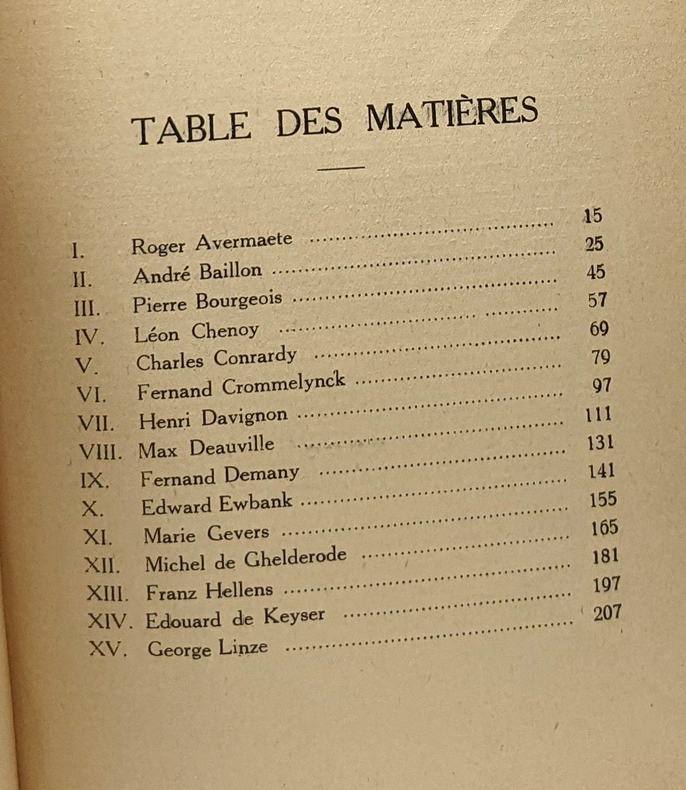 TABLE DES MATIÈRES
I. Roger Avermaete 15
II. André Baillon 25
III. Pierre Bourgeois 45
IV. Léon Chenoy 57
V. Charles Conrardy 69
VI. Fernand Crommelynck 79
VII. Henri Davignon 97
VIII. Max Deauville 111
IX. Fernand Demany 131
X. Edward Ewbank 141
XI. Marie Gevers 155
XII. Michel de Ghelderode 165
XIII. Franz Hellens 181
XIV. Edouard de Keyser 197
XV. George Linze 207